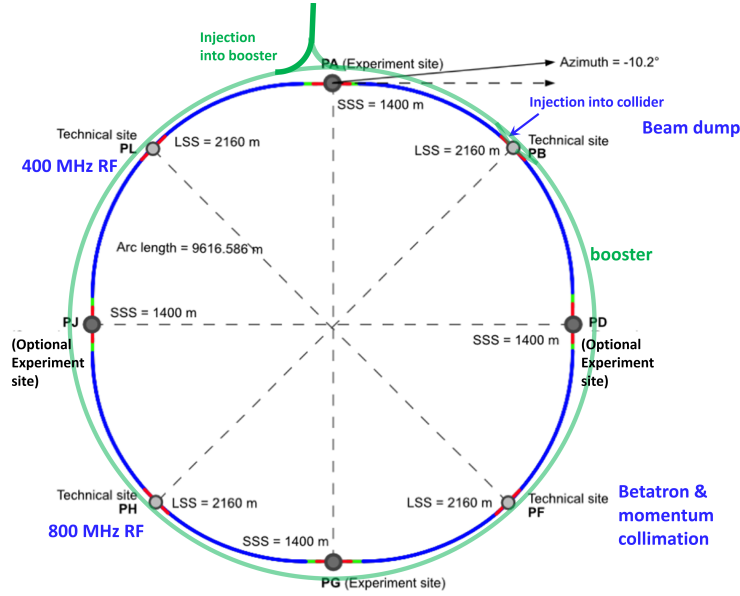 Injection
into booster
PA (Experiment site)
Azimuth = -10.2°
SSS = 1400 m
Injection into collider
Beam dump
Technical site
PL
LSS = 2160 m
400 MHz RF
LSS = 2160 m
Technical site
PB
Arc length = 9616.586 m
booster
PJ
SSS = 1400 m
(Optional
Experiment
site)
PD
SSS = 1400 m
(Optional
Experiment
site)
Technical site
PH
LSS = 2160 m
800 MHz RF
LSS = 2160 m
Technical site
PF
Betatron &
momentum
collimation
SSS = 1400 m
PG (Experiment site)